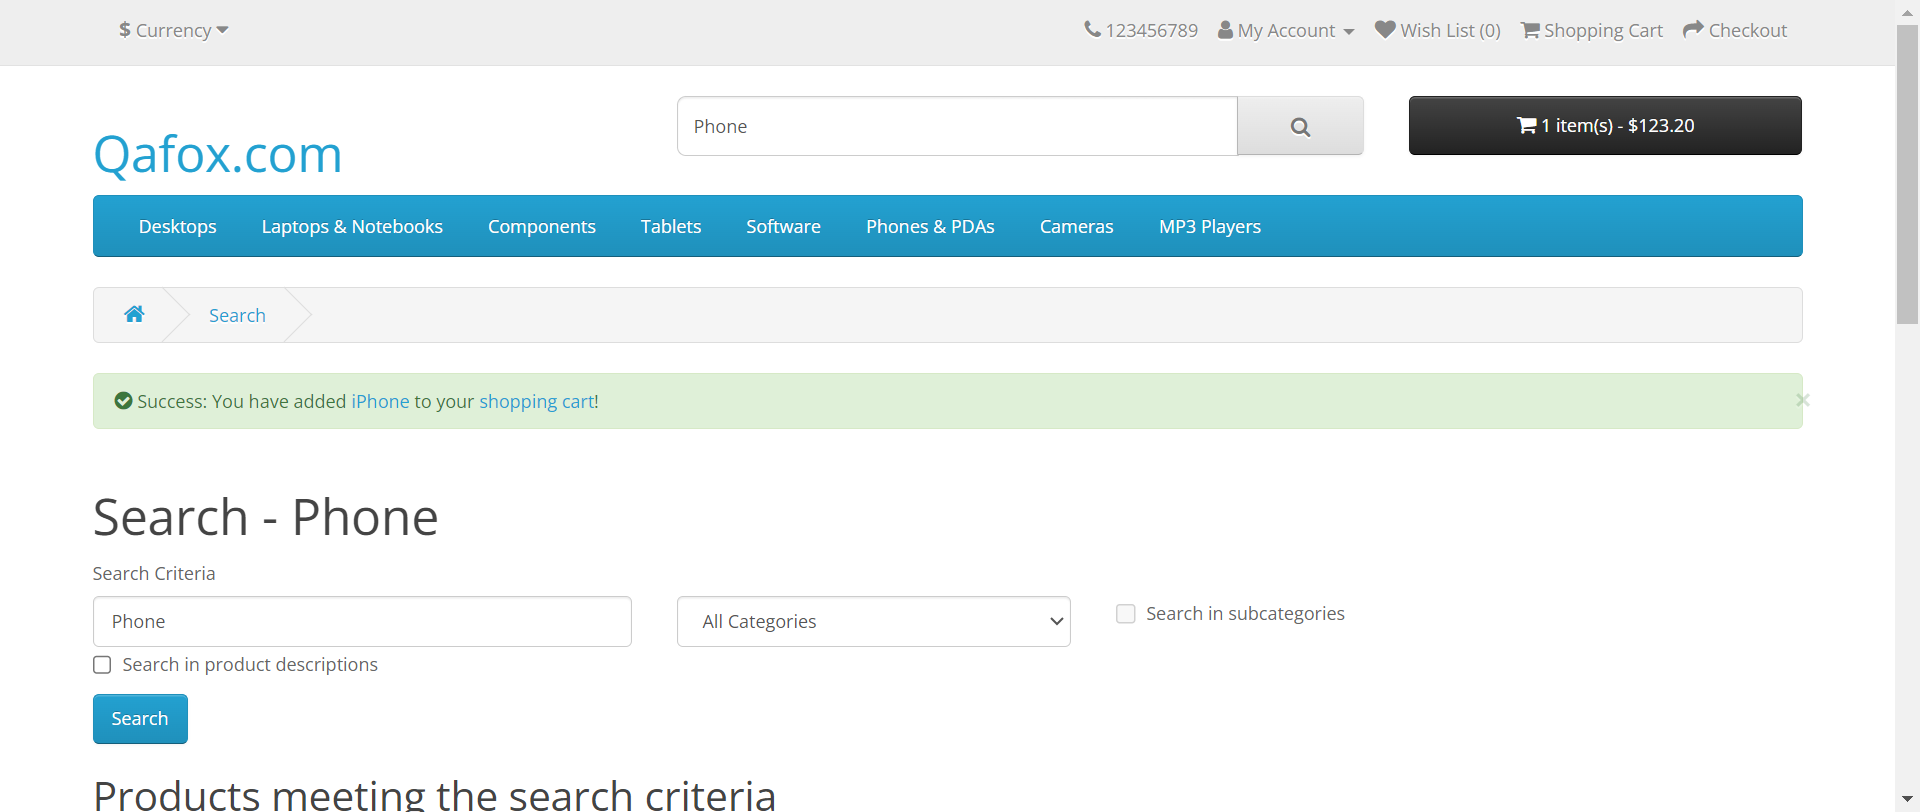 $ Currency
123456789 My Account Wish List (0) Shopping Cart Checkout
Qafox.com
Phone
1 item(s) - $123.20
Desktops Laptops & Notebooks Components Tablets Software Phones & PDAs Cameras MP3 Players
Search
Success: You have added iPhone to your shopping cart!
×
Search - Phone
Search Criteria
Phone
All Categories
Search in subcategories
Search in product descriptions
Search
Products meeting the search criteria